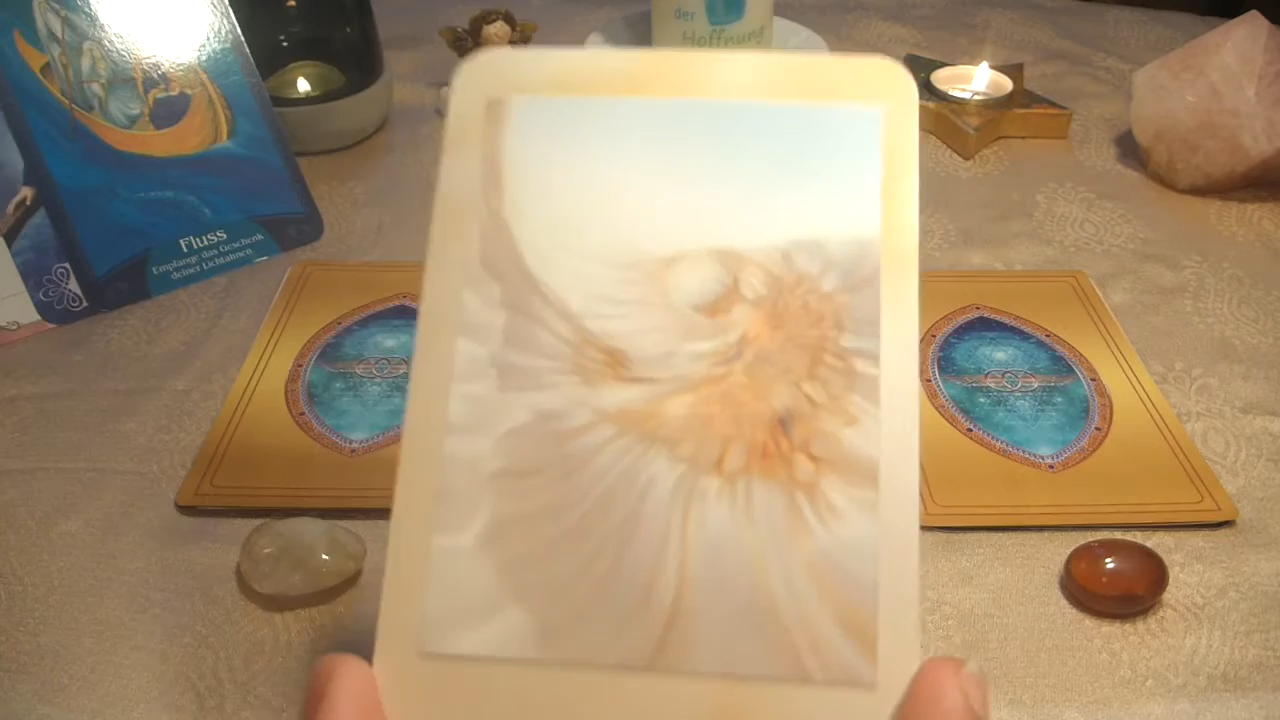 der
Hoffnung
Fluss
Empfange das Geschenk
deiner Lichtahnen.